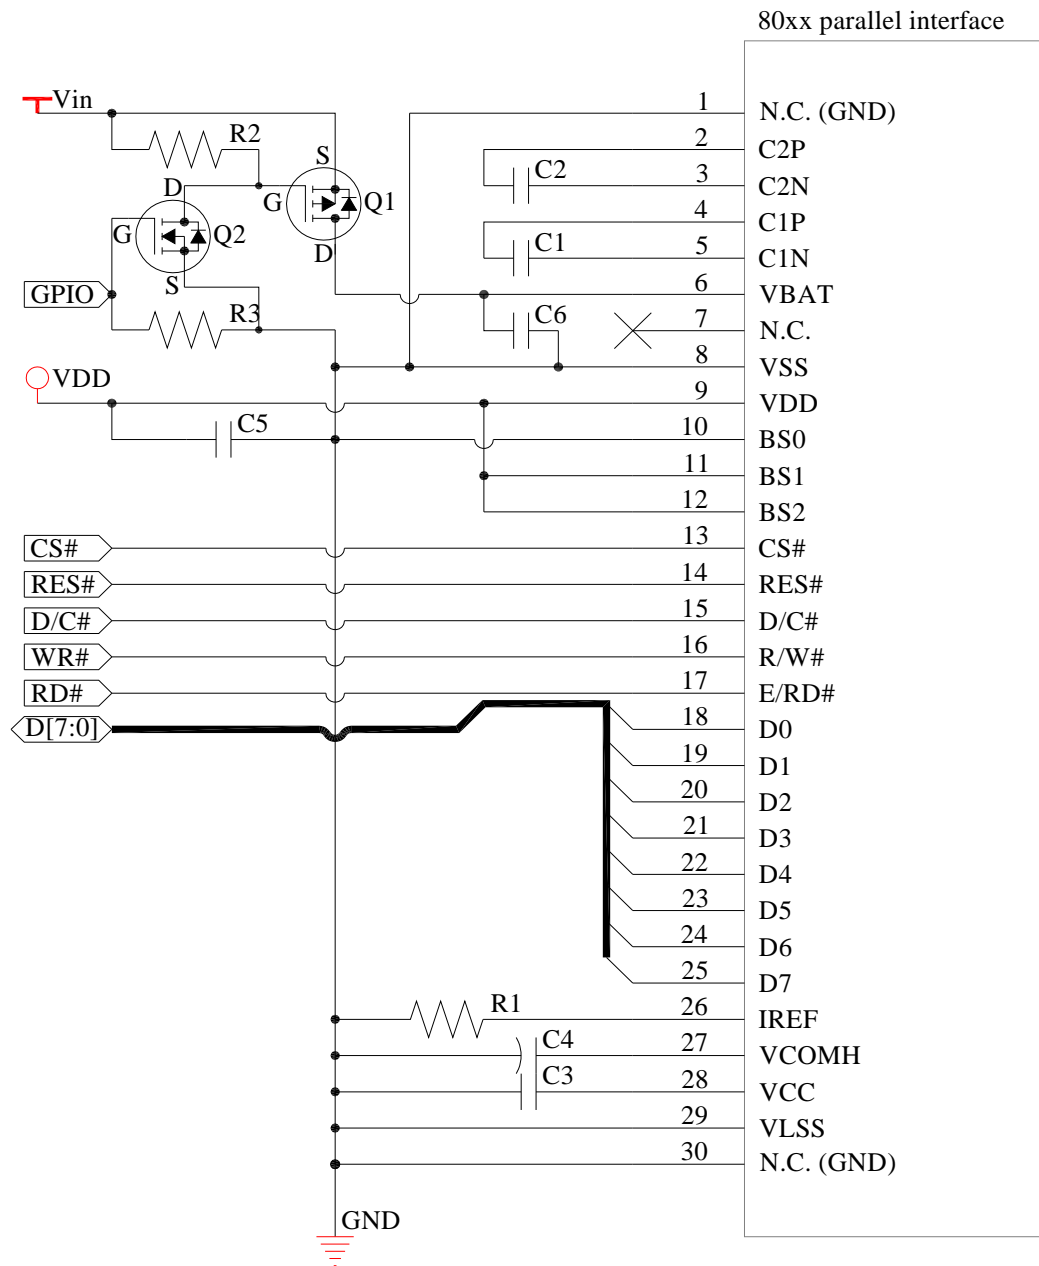 80xx parallel interface
Vin
R2
S
D
G
Q1
G
Q2
D
S
GPIO
R3
VDD
C5
CS#
RES#
D/C#
WR#
RD#
D[7:0]
C2
C1
C6
R1
C4
C3
GND
1 N.C. (GND)
2 C2P
3 C2N
4 C1P
5 C1N
6 VBAT
7 N.C.
8 VSS
9 VDD
10 BS0
11 BS1
12 BS2
13 CS#
14 RES#
15 D/C#
16 R/W#
17 E/RD#
18 D0
19 D1
20 D2
21 D3
22 D4
23 D5
24 D6
25 D7
26 IREF
27 VCOMH
28 VCC
29 VLSS
30 N.C. (GND)